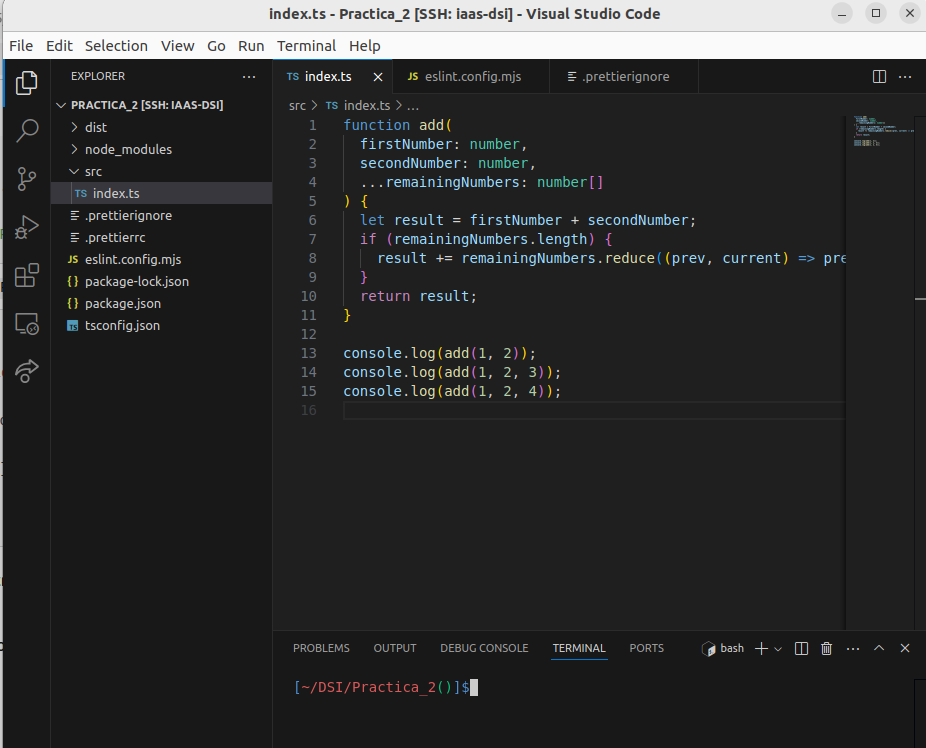 index.ts - Practica_2 [SSH: iaas-dsi] - Visual Studio Code
File Edit Selection View Go Run Terminal Help
EXPLORER
PRACTICA_2 [SSH: IAAS-DSI]
dist
node_modules
src
TS index.ts
.prettierignore
.prettierrc
JS eslint.config.mjs
{} package-lock.json
{} package.json
TS tsconfig.json
TS index.ts JS eslint.config.mjs .prettierignore
src > TS index.ts > ...
1 function add(
2 firstNumber: number,
3 secondNumber: number,
4 ...remainingNumbers: number[]
5 ) {
6 let result = firstNumber + secondNumber;
7 if (remainingNumbers.length) {
8 result += remainingNumbers.reduce((prev, current) => pre
9 }
10 return result;
11 }
12
13 console.log(add(1, 2));
14 console.log(add(1, 2, 3));
15 console.log(add(1, 2, 4));
16
PROBLEMS OUTPUT DEBUG CONSOLE TERMINAL PORTS bash
[~/DSI/Practica_2()]$